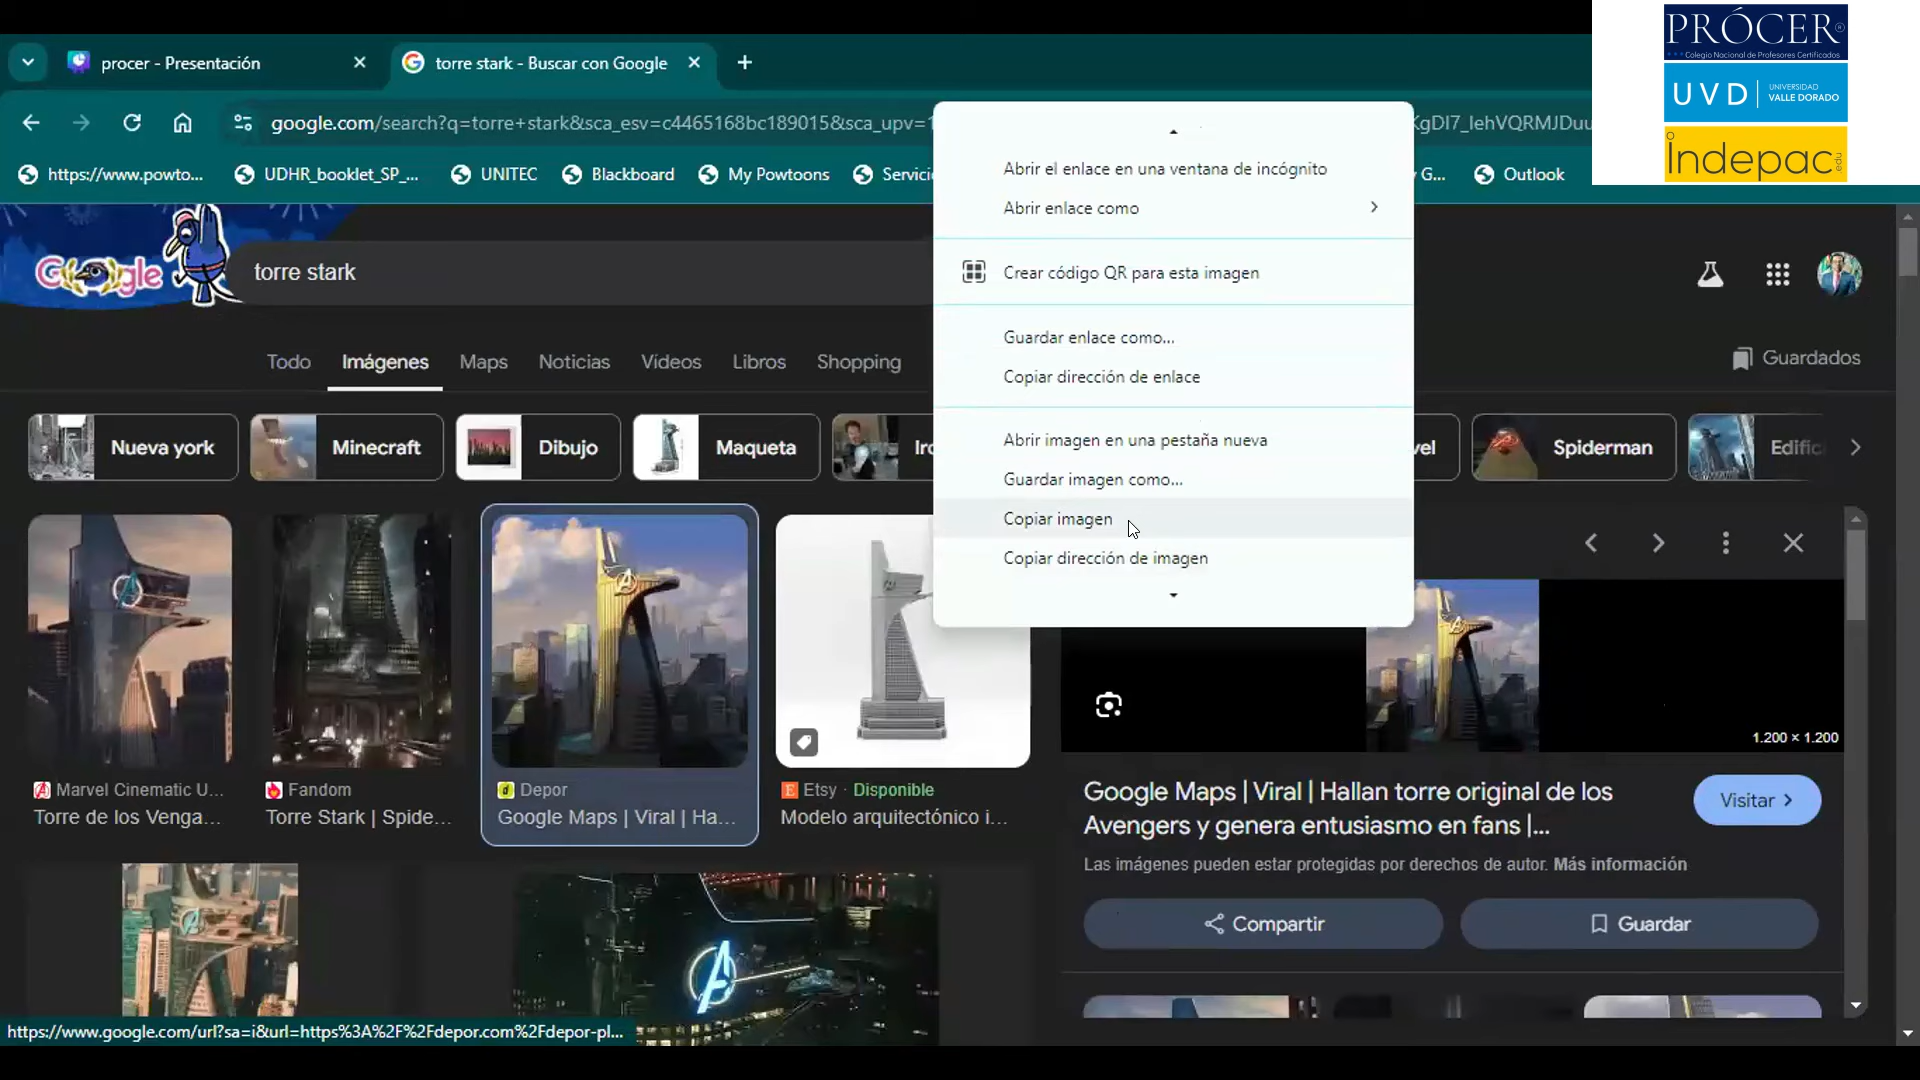 PRÓCER
Colegio Nacional de Profesores Certificados
UVD UNIVERSIDAD VALLE DORADO
indepac.edu
procer - Presentación
torre stark - Buscar con Google
google.com/search?q=torre+stark&sca_esv=c4465168bc189015&sca_upv=1
https://www.powto...
UDHR_booklet_SP_...
UNITEC
Blackboard
My Powtoons
Servici
G...
Outlook
Abrir el enlace en una ventana de incógnito
Abrir enlace como
Crear código QR para esta imagen
Guardar enlace como...
Copiar dirección de enlace
Abrir imagen en una pestaña nueva
Guardar imagen como...
Copiar imagen
Copiar dirección de imagen
Google
torre stark
Todo
Imágenes
Maps
Noticias
Videos
Libros
Shopping
Guardados
Nueva york
Minecraft
Dibujo
Maqueta
vel
Spiderman
Edific
Marvel Cinematic U...
Torre de los Venga...
Fandom
Torre Stark | Spide...
Depor
Google Maps | Viral | Ha...
Etsy · Disponible
Modelo arquitectónico i...
1.200 × 1.200
Google Maps | Viral | Hallan torre original de los
Avengers y genera entusiasmo en fans |...
Visitar
Las imágenes pueden estar protegidas por derechos de autor. Más información
Compartir
Guardar
https://www.google.com/url?sa=i&url=https%3A%2F%2Fdepor.com%2Fdepor-pl...